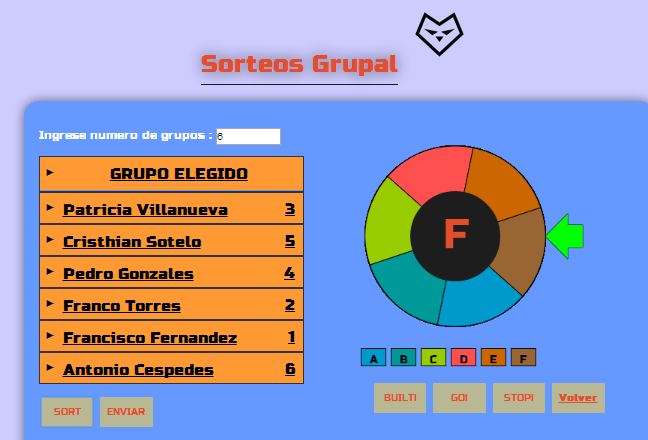 Sorteos Grupal
Ingrese numero de grupos : 6
GRUPO ELEGIDO
Patricia Villanueva 3
Cristhian Sotelo 5
Pedro Gonzales 4
Franco Torres 2
Francisco Fernandez 1
Antonio Cespedes 6
SORT ENVIAR
F
A B C D E F
BUILT! GO! STOP! Volver